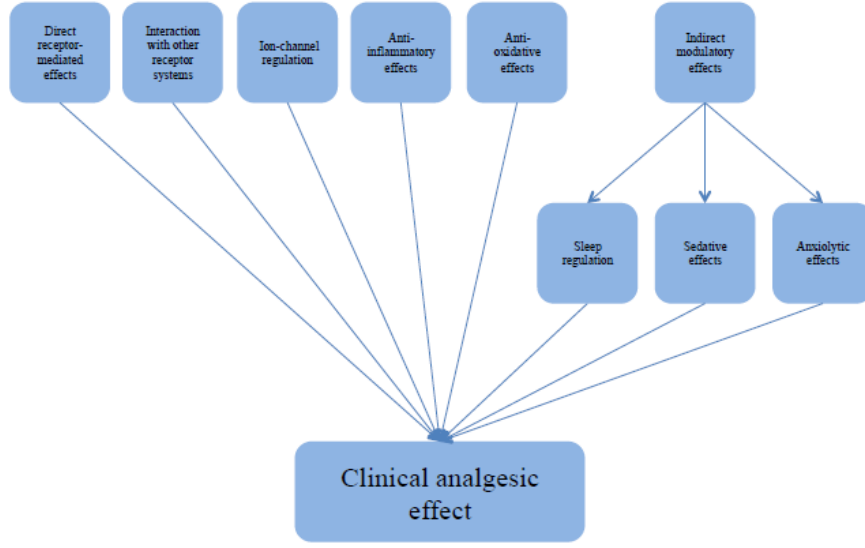 Direct
receptor-
mediated
effects
Interaction
with other
receptor
systems
Ion-channel
regulation
Anti-
inflammatory
effects
Anti-
oxidative
effects
Indirect
modulatory
effects
Sleep
regulation
Sedative
effects
Anxiolytic
effects
Clinical analgesic
effect